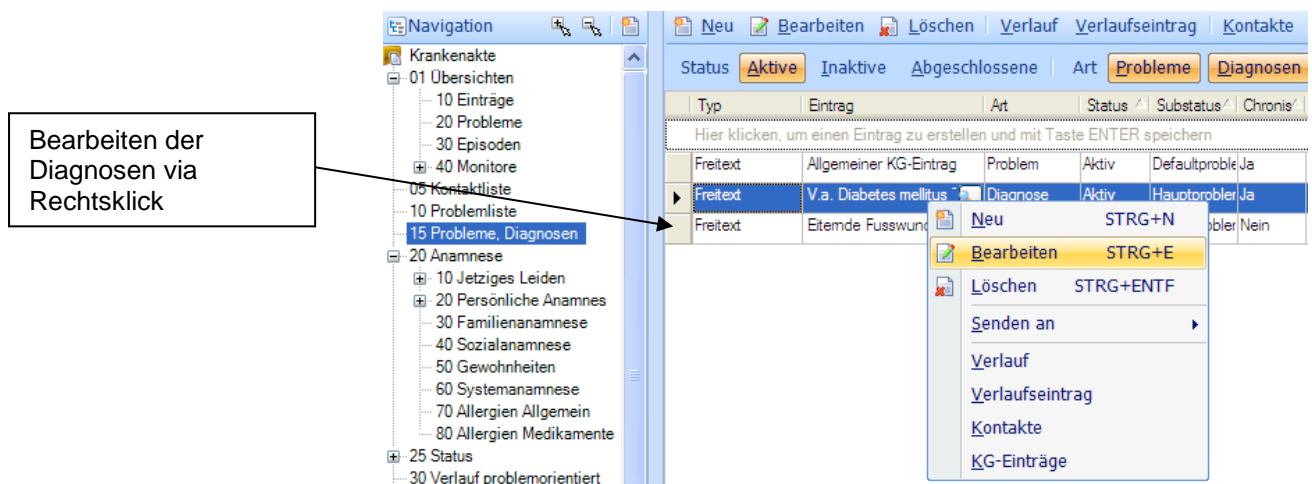 Bearbeiten der
Diagnosen via
Rechtsklick
Navigation
Krankenakte
01 Übersichten
10 Einträge
20 Probleme
30 Episoden
40 Monitore
05 Kontaktliste
10 Problemliste
15 Probleme, Diagnosen
20 Anamnese
10 Jetziges Leiden
20 Persönliche Anamnes
30 Familienanamnese
40 Sozialanamnese
50 Gewohnheiten
60 Systemanamnese
70 Allergien Allgemein
80 Allergien Medikamente
25 Status
30 Verlauf problemorientiert
Neu Bearbeiten Löschen Verlauf Verlaufseintrag Kontakte
Status Aktive Inaktive Abgeschlossene Art Probleme Diagnosen
Typ Eintrag Art Status Substatus Chronis
Hier klicken, um einen Eintrag zu erstellen und mit Taste ENTER speichern
Freitext Allgemeiner KG-Eintrag Problem Aktiv Defaultproble Ja
Freitext V.a. Diabetes mellitus Diagnose Aktiv Hauptprobler Ja
Freitext Eiternde Fusswund obler Nein
Neu STRG+N
Bearbeiten STRG+E
Löschen STRG+ENTF
Senden an
Verlauf
Verlaufseintrag
Kontakte
KG-Einträge